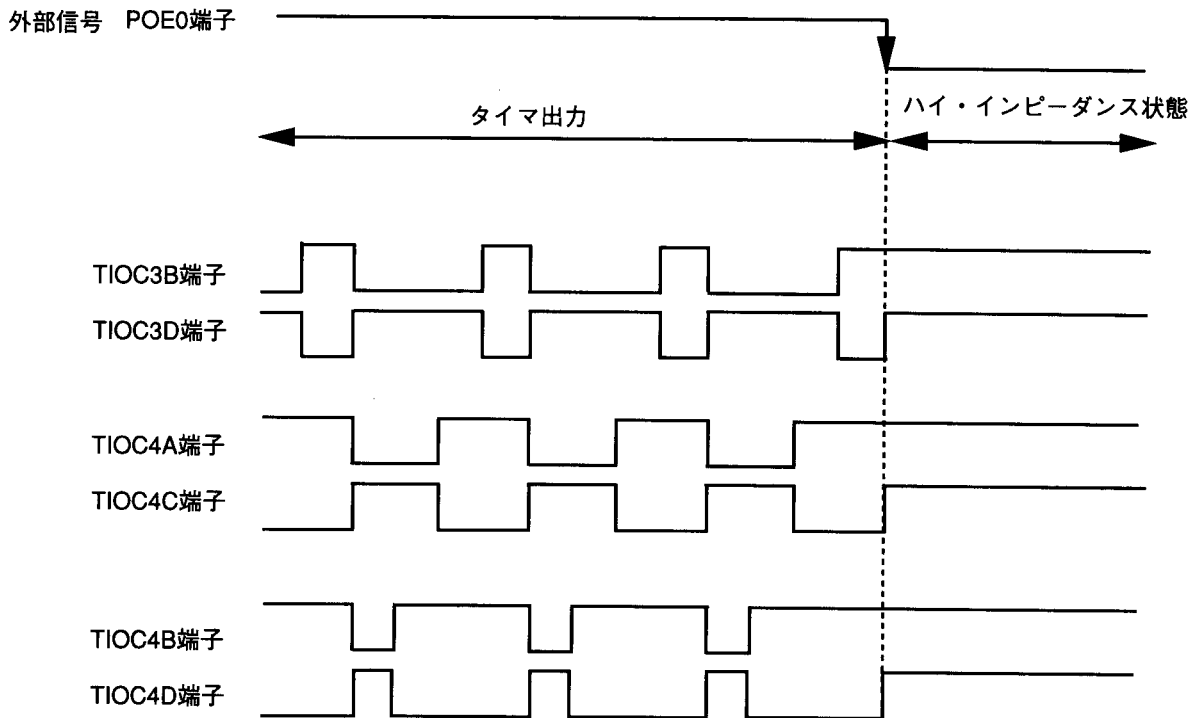 外部信号 POE0端子
タイマ出力
ハイ・インピーダンス状態
TIOC3B端子
TIOC3D端子
TIOC4A端子
TIOC4C端子
TIOC4B端子
TIOC4D端子